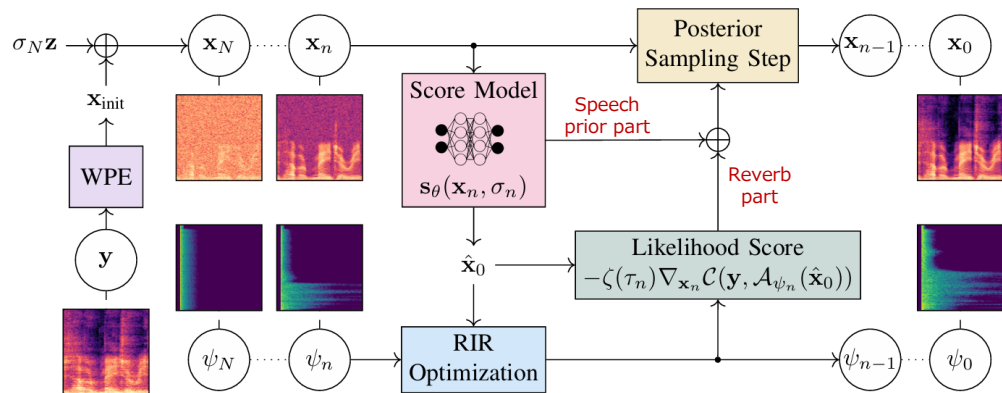 σ_N z
x_N
x_n
Posterior
Sampling Step
x_{n−1}
x_0
x_init
Score Model
s_θ(x_n, σ_n)
Speech
prior part
WPE
Reverb
part
y
x̂_0
Likelihood Score
−ζ(τ_n)∇_{x_n} C(y, A_{ψ_n}(x̂_0))
ψ_N
ψ_n
RIR
Optimization
ψ_{n−1}
ψ_0